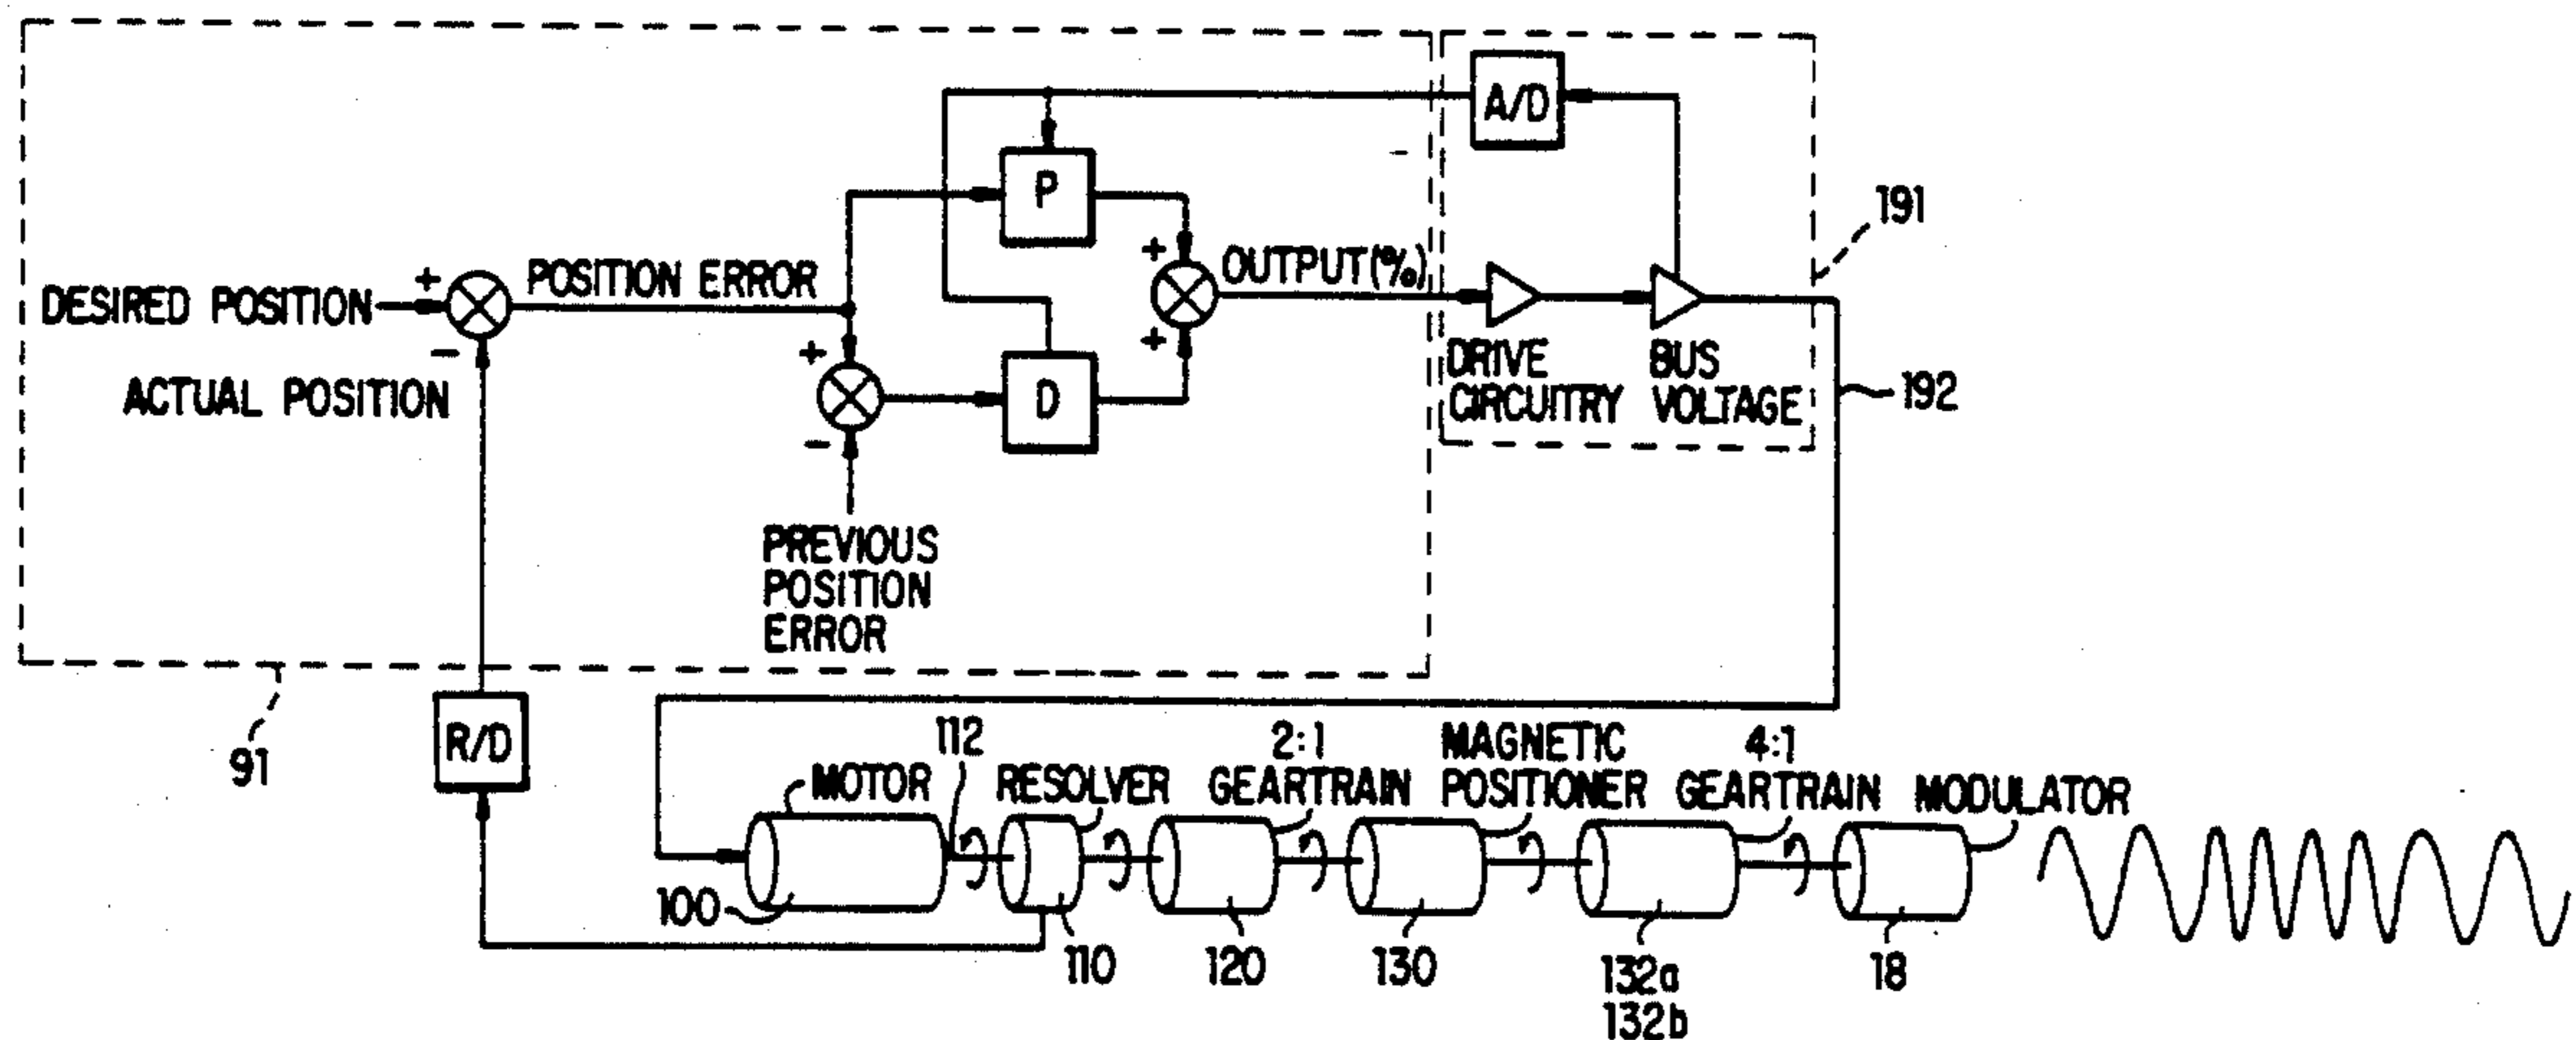 A/D
P
191
+
+
POSITION ERROR
OUTPUT(%)
DESIRED POSITION
-
+
+
DRIVE
CIRCUITRY
BUS
VOLTAGE
ACTUAL POSITION
D
192
-
PREVIOUS
POSITION
ERROR
R/D
91
112
MOTOR
RESOLVER
2:1
GEARTRAIN
MAGNETIC
POSITIONER
4:1
GEARTRAIN
MODULATOR
100
110
120
130
132a
132b
18